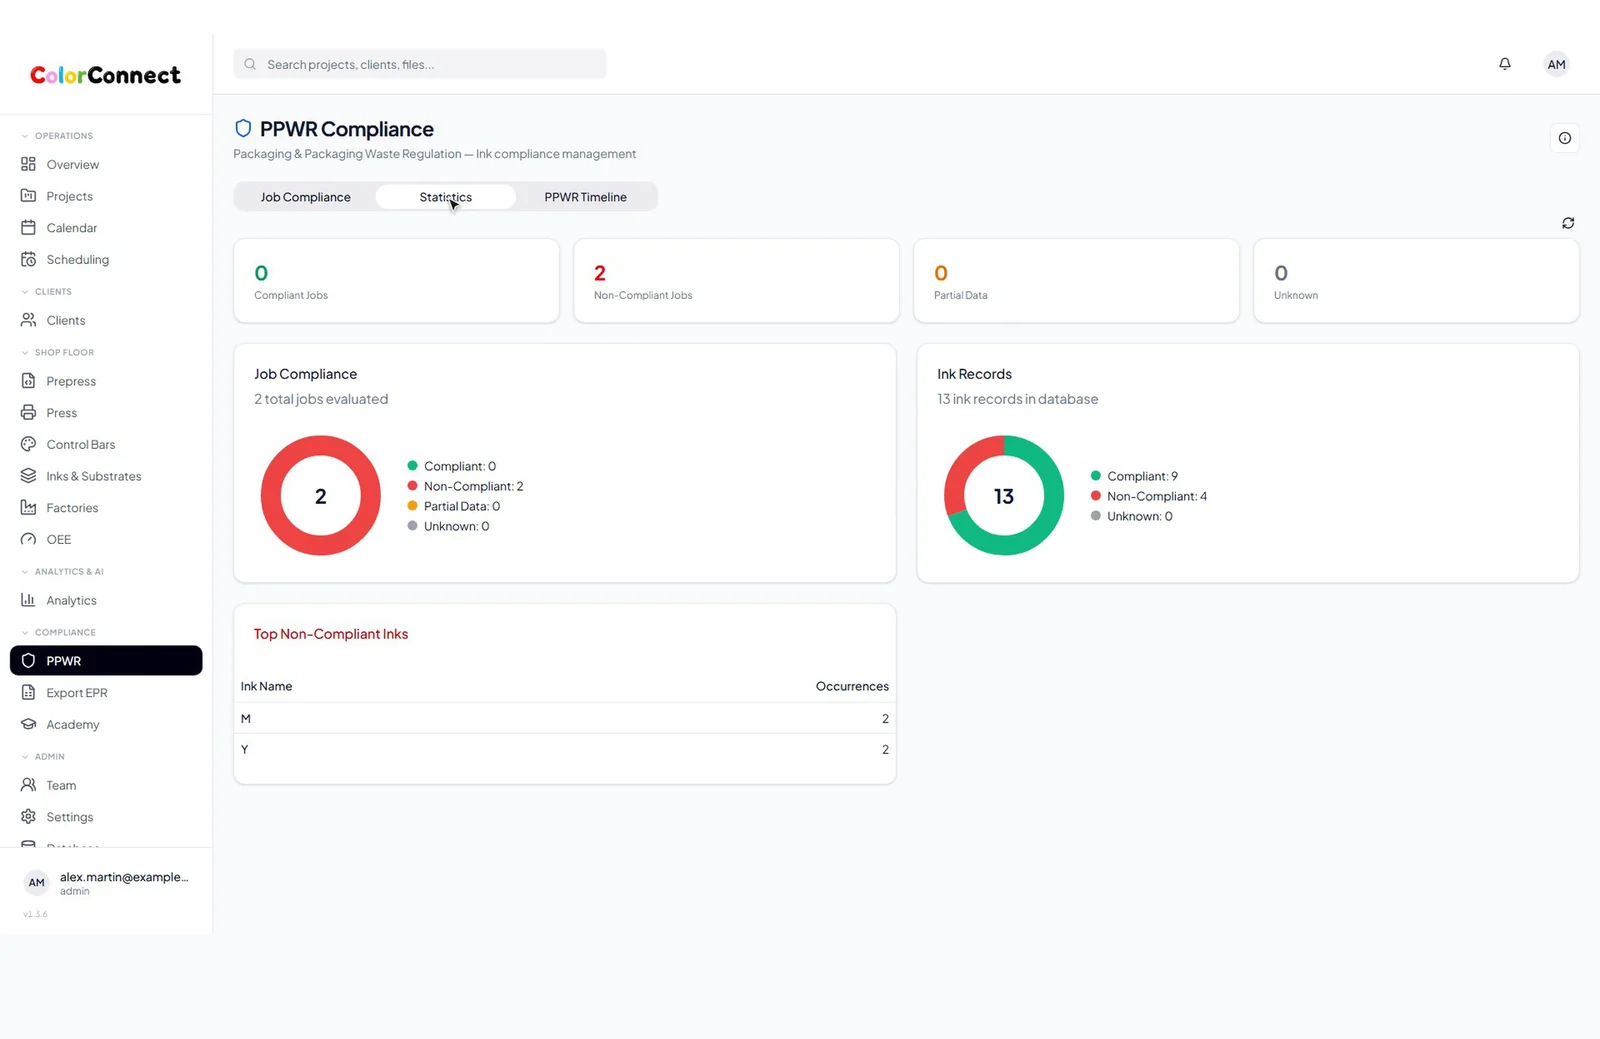 ColorConnect
Search projects, clients, files...
AM
OPERATIONS
Overview
Projects
Calendar
Scheduling
CLIENTS
Clients
SHOP FLOOR
Prepress
Press
Control Bars
Inks & Substrates
Factories
OEE
ANALYTICS & AI
Analytics
COMPLIANCE
PPWR
Export EPR
Academy
ADMIN
Team
Settings
AM
alex.martin@example...
admin
v1.3.6
PPWR Compliance
Packaging & Packaging Waste Regulation — Ink compliance management
Job Compliance
Statistics
PPWR Timeline
0
Compliant Jobs
2
Non-Compliant Jobs
0
Partial Data
0
Unknown
Job Compliance
2 total jobs evaluated
2
Compliant: 0
Non-Compliant: 2
Partial Data: 0
Unknown: 0
Ink Records
13 ink records in database
13
Compliant: 9
Non-Compliant: 4
Unknown: 0
Top Non-Compliant Inks
Ink Name Occurrences
M 2
Y 2